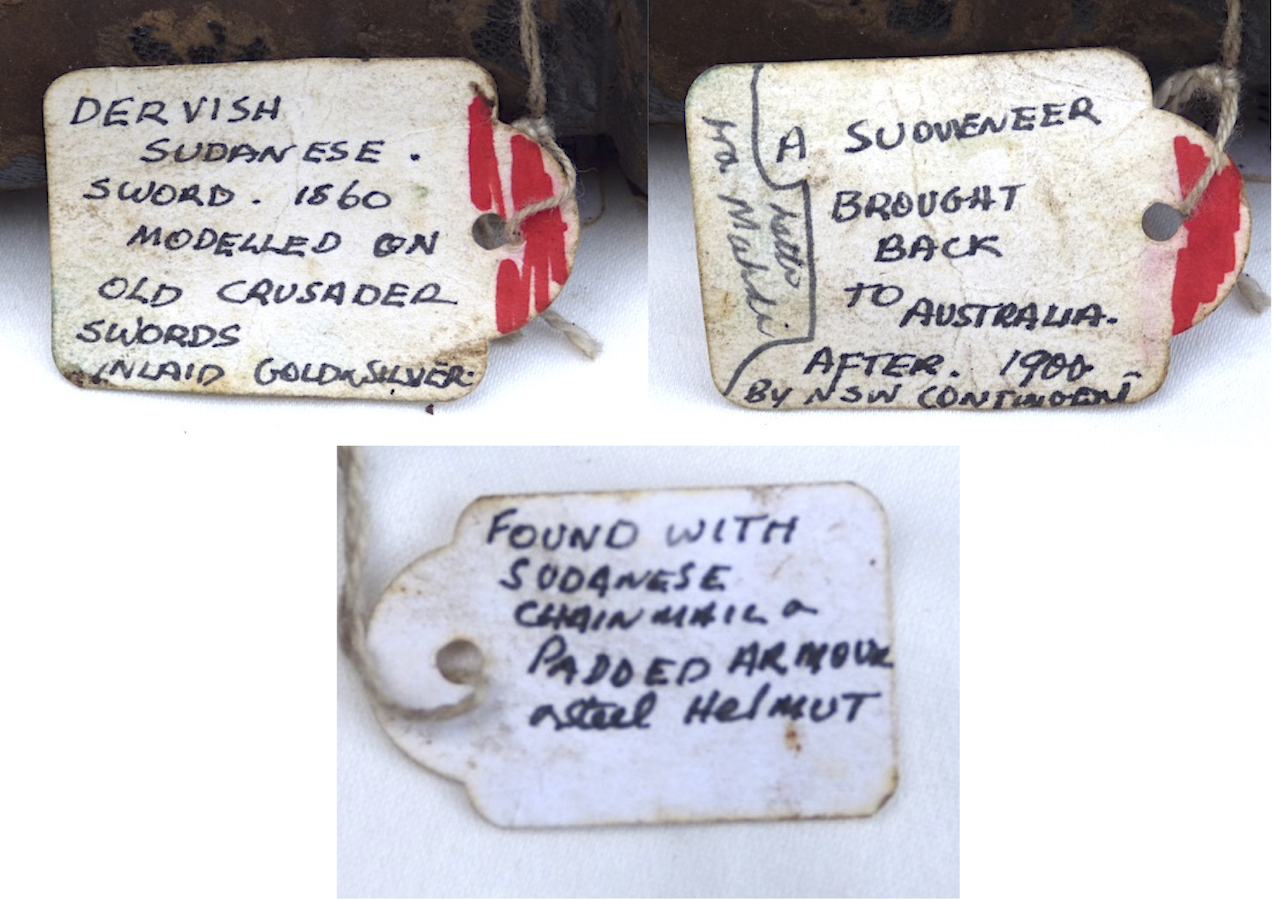 DERVISH
SUDANESE.
SWORD. 1860
MODELLED ON
OLD CRUSADER
SWORDS
INLAID GOLD & SILVER.
A SUOVENEER
BROUGHT
BACK
TO AUSTRALIA.
AFTER. 1900
BY NSW CONTINGENT
Mahdi
FOUND WITH
SUDANESE
CHAINMAIL &
PADDED ARMOUR
& steel HelMUT